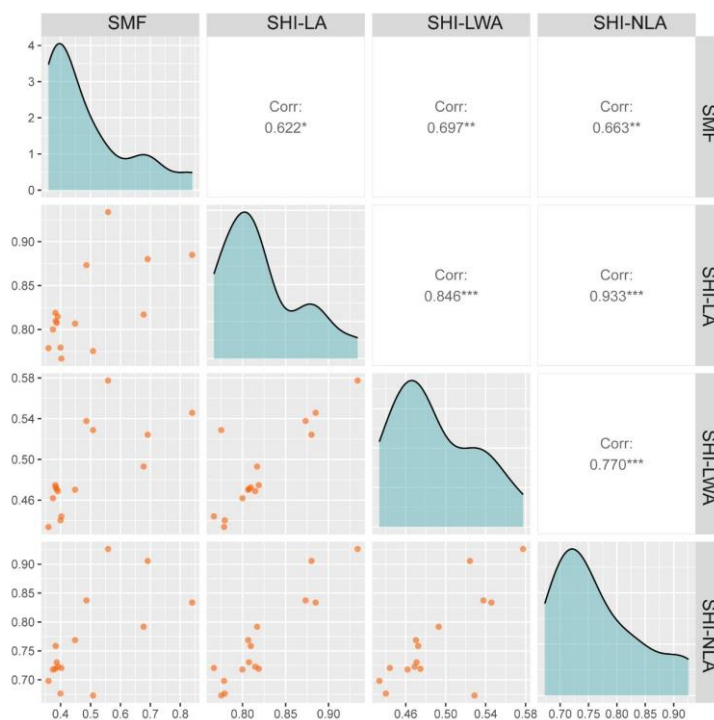 SMF SHI-LA SHI-LWA SHI-NLA
4
3
2
1
0
Corr:
0.622*
Corr:
0.697**
Corr:
0.663**
SMF
0.90
0.85
0.80
Corr:
0.846***
Corr:
0.933***
SHI-LA
0.58
0.54
0.50
0.46
Corr:
0.770***
SHI-LWA
0.90
0.85
0.80
0.75
0.70
SHI-NLA
0.4 0.5 0.6 0.7 0.8 0.80 0.85 0.90 0.46 0.50 0.54 0.58 0.70 0.75 0.80 0.85 0.90